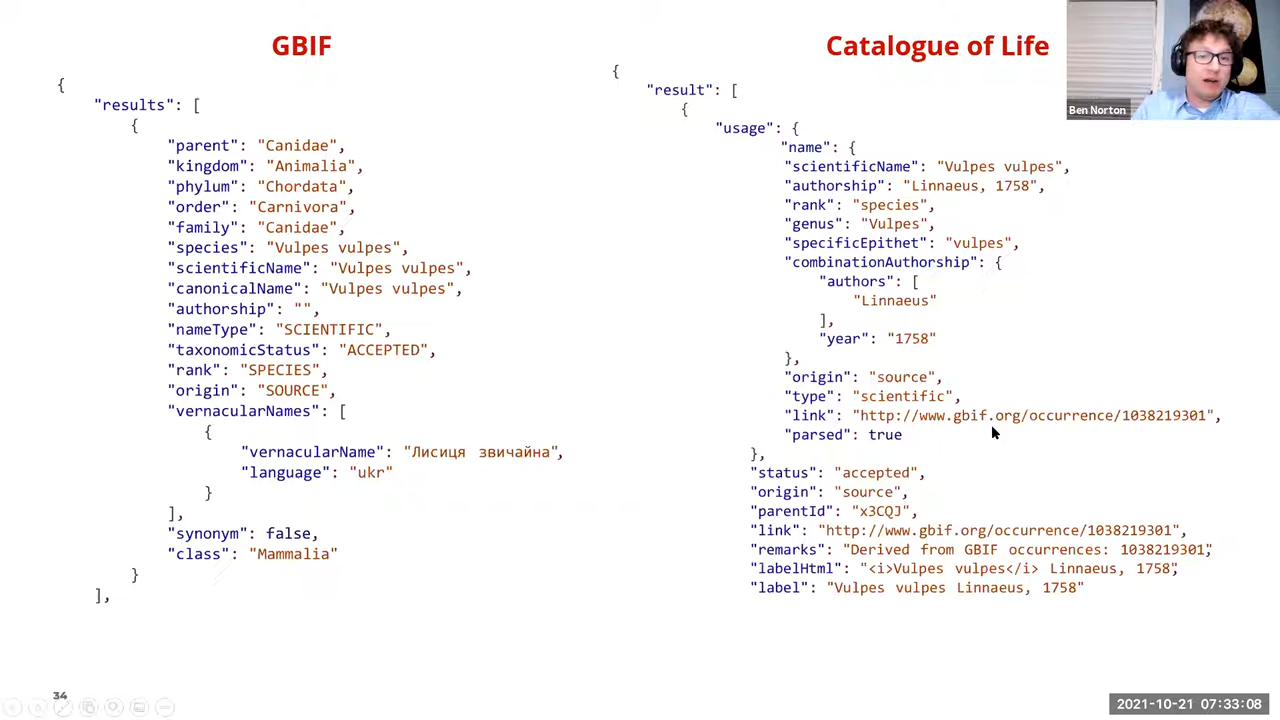 GBIF
{
"results": [
{
"parent": "Canidae",
"kingdom": "Animalia",
"phylum": "Chordata",
"order": "Carnivora",
"family": "Canidae",
"species": "Vulpes vulpes",
"scientificName": "Vulpes vulpes",
"canonicalName": "Vulpes vulpes",
"authorship": "",
"nameType": "SCIENTIFIC",
"taxonomicStatus": "ACCEPTED",
"rank": "SPECIES",
"origin": "SOURCE",
"vernacularNames": [
{
"vernacularName": "Лисиця звичайна",
"language": "ukr"
}
],
"synonym": false,
"class": "Mammalia"
}
],
Catalogue of Life
{
"result": [
{
"usage": {
"name": {
"scientificName": "Vulpes vulpes",
"authorship": "Linnaeus, 1758",
"rank": "species",
"genus": "Vulpes",
"specificEpithet": "vulpes",
"combinationAuthorship": {
"authors": [
"Linnaeus"
],
"year": "1758"
},
"origin": "source",
"type": "scientific",
"link": "http://www.gbif.org/occurrence/1038219301",
"parsed": true
},
"status": "accepted",
"origin": "source",
"parentId": "x3CQJ",
"link": "http://www.gbif.org/occurrence/1038219301",
"remarks": "Derived from GBIF occurrences: 1038219301",
"labelHtml": "<i>Vulpes vulpes</i> Linnaeus, 1758",
"label": "Vulpes vulpes Linnaeus, 1758"
Ben Norton
34
2021-10-21 07:33:08